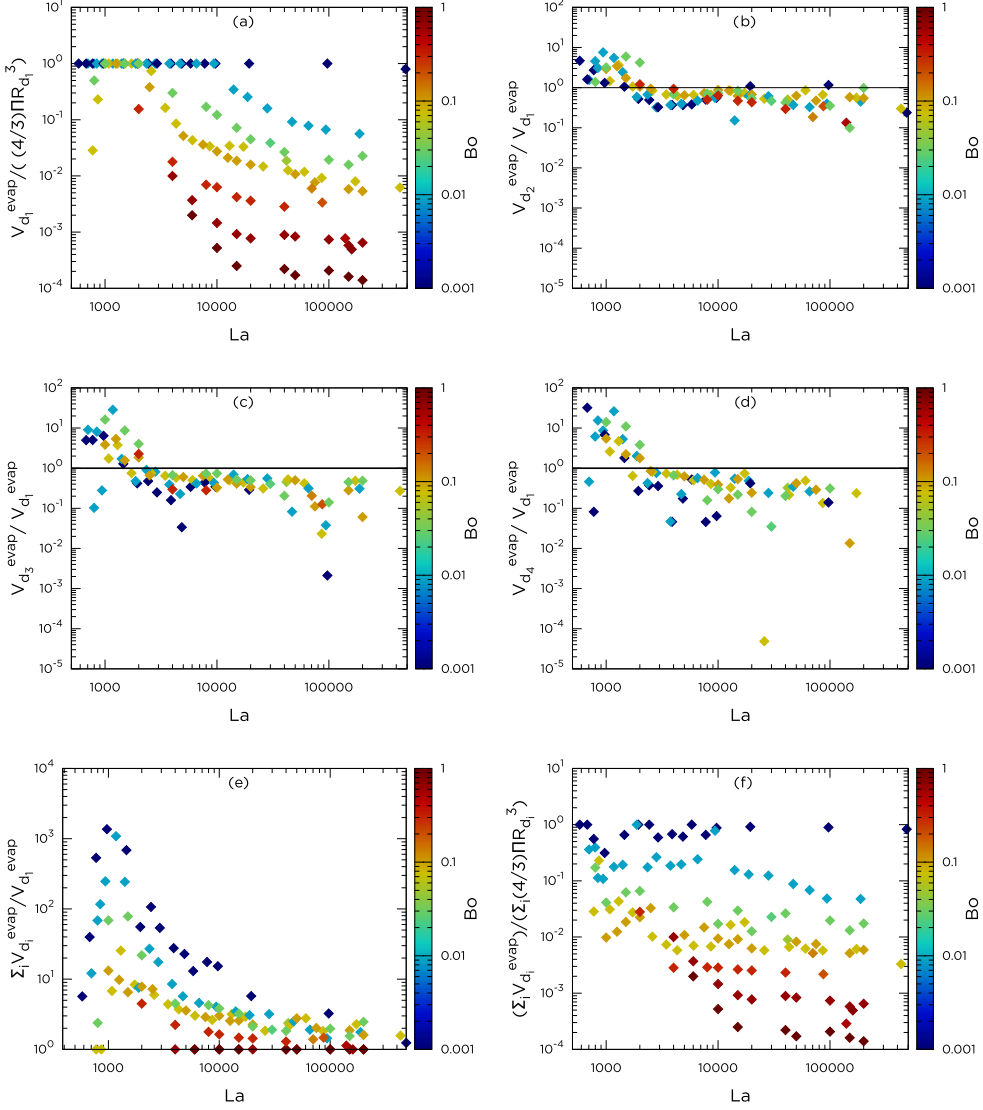 (a)
10^1
10^0
10^-1
10^-2
10^-3
10^-4
V_{d_1}^{evap}/( (4/3)ΠR_{d_1}^3)
1000 10000 100000
La
1
0.1
0.01
0.001
Bo
(b)
10^2
10^1
10^0
10^-1
10^-2
10^-3
10^-4
10^-5
V_{d_2}^{evap}/ V_{d_1}^{evap}
1000 10000 100000
La
1
0.1
0.01
0.001
Bo
(c)
10^2
10^1
10^0
10^-1
10^-2
10^-3
10^-4
10^-5
V_{d_3}^{evap}/ V_{d_1}^{evap}
1000 10000 100000
La
1
0.1
0.01
0.001
Bo
(d)
10^2
10^1
10^0
10^-1
10^-2
10^-3
10^-4
10^-5
V_{d_4}^{evap}/ V_{d_1}^{evap}
1000 10000 100000
La
1
0.1
0.01
0.001
Bo
(e)
10^4
10^3
10^2
10^1
10^0
Σ_iV_{d_i}^{evap}/V_{d_1}^{evap}
1000 10000 100000
La
1
0.1
0.01
0.001
Bo
(f)
10^1
10^0
10^-1
10^-2
10^-3
10^-4
(Σ_iV_{d_i}^{evap})/(Σ_i(4/3)ΠR_{d_i}^3)
1000 10000 100000
La
1
0.1
0.01
0.001
Bo